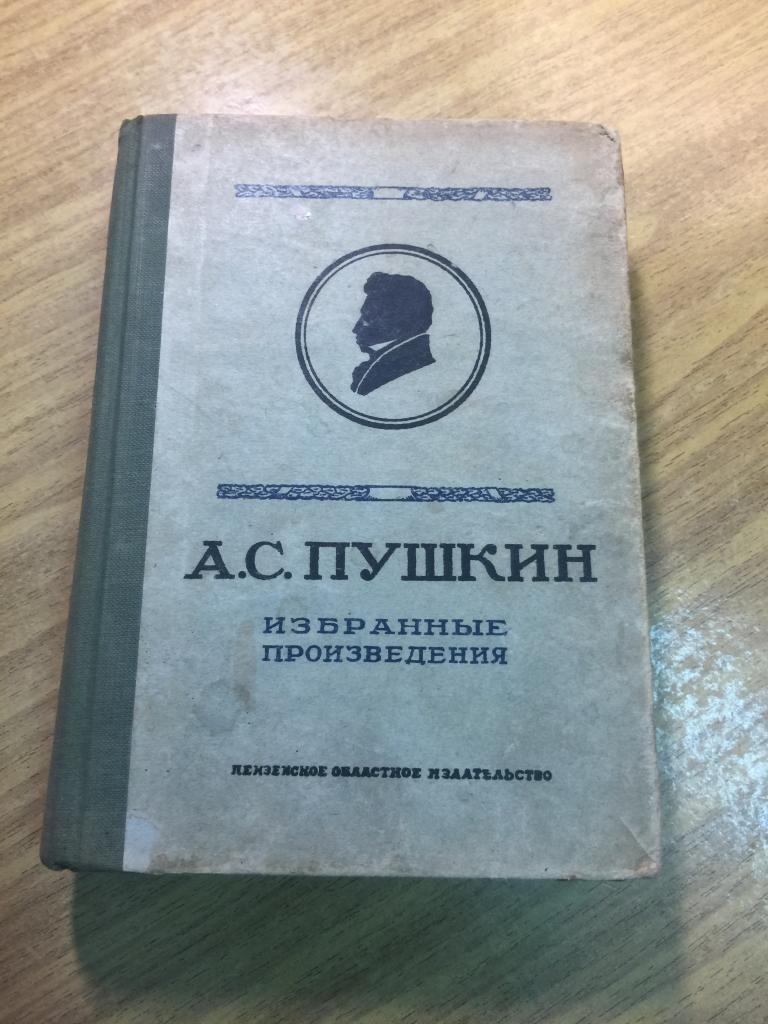 А.С. ПУШКИН
ИЗБРАННЫЕ
ПРОИЗВЕДЕНИЯ
ПЕНЗЕНСКОЕ ОБЛАСТНОЕ ИЗДАТЕЛЬСТВО